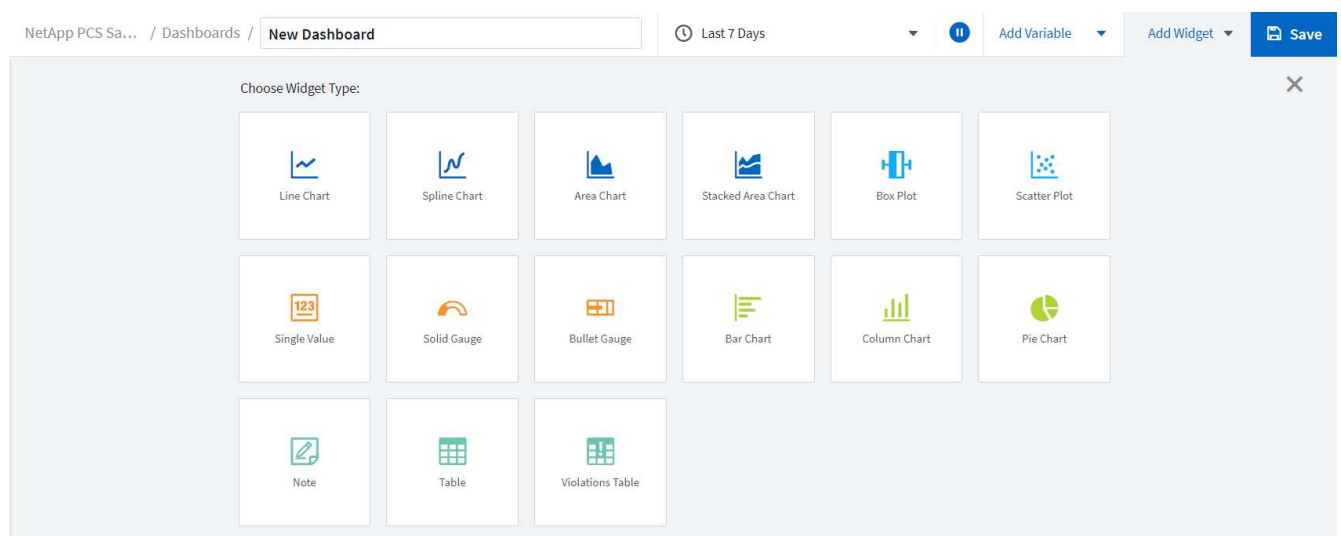 NetApp PCS Sa... / Dashboards / New Dashboard Last 7 Days Add Variable Add Widget Save
Choose Widget Type:
Line Chart Spline Chart Area Chart Stacked Area Chart Box Plot Scatter Plot
123
Single Value Solid Gauge Bullet Gauge Bar Chart Column Chart Pie Chart
Note Table Violations Table